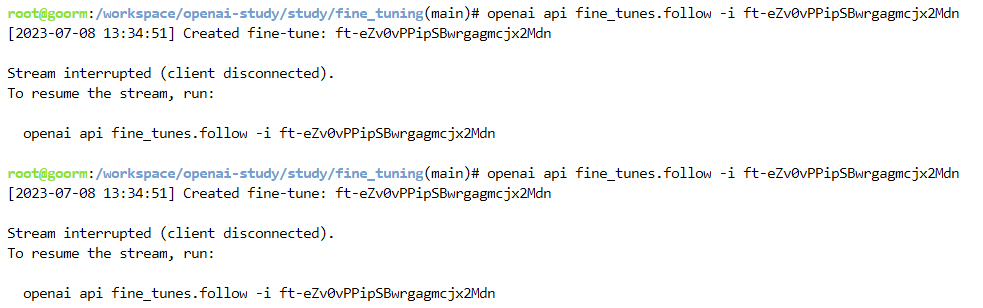 root@goorm:/workspace/openai-study/study/fine_tuning(main)# openai api fine_tunes.follow -i ft-eZv0vPPipSBwrgagmcjx2Mdn
[2023-07-08 13:34:51] Created fine-tune: ft-eZv0vPPipSBwrgagmcjx2Mdn
Stream interrupted (client disconnected).
To resume the stream, run:
openai api fine_tunes.follow -i ft-eZv0vPPipSBwrgagmcjx2Mdn
root@goorm:/workspace/openai-study/study/fine_tuning(main)# openai api fine_tunes.follow -i ft-eZv0vPPipSBwrgagmcjx2Mdn
[2023-07-08 13:34:51] Created fine-tune: ft-eZv0vPPipSBwrgagmcjx2Mdn
Stream interrupted (client disconnected).
To resume the stream, run:
openai api fine_tunes.follow -i ft-eZv0vPPipSBwrgagmcjx2Mdn